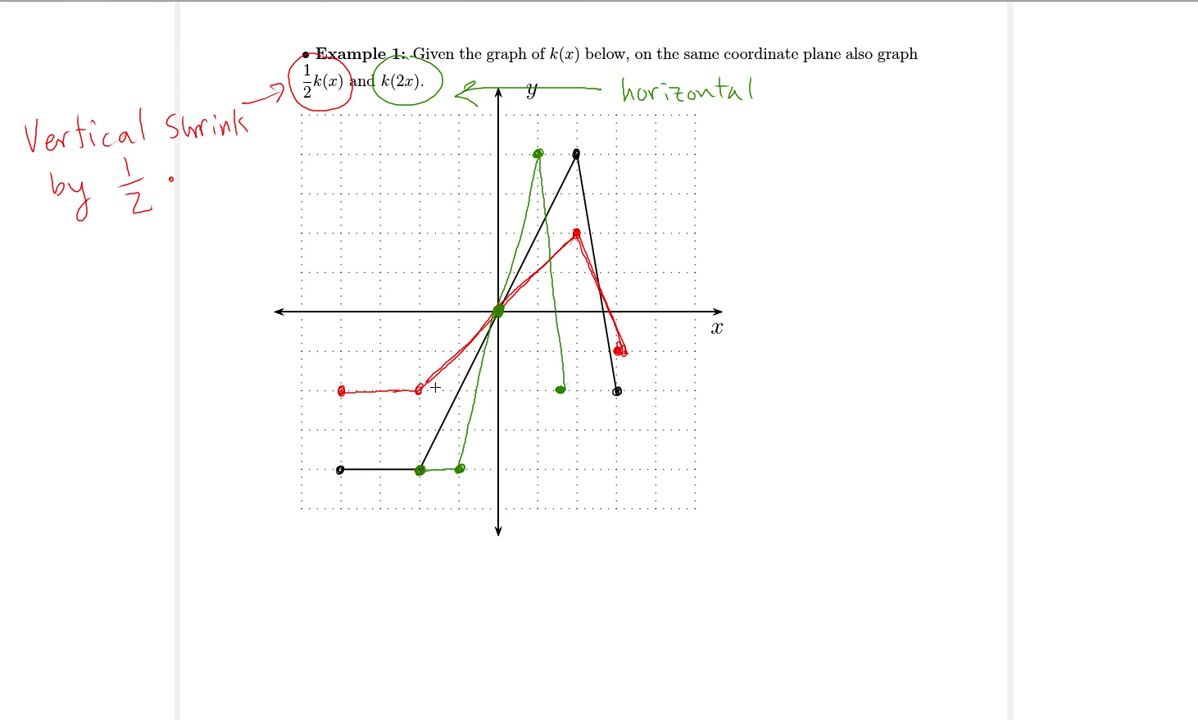 • Example 1: Given the graph of k(x) below, on the same coordinate plane also graph
½k(x) and k(2x).
horizontal
y
Vertical Shrink
by ½.
x